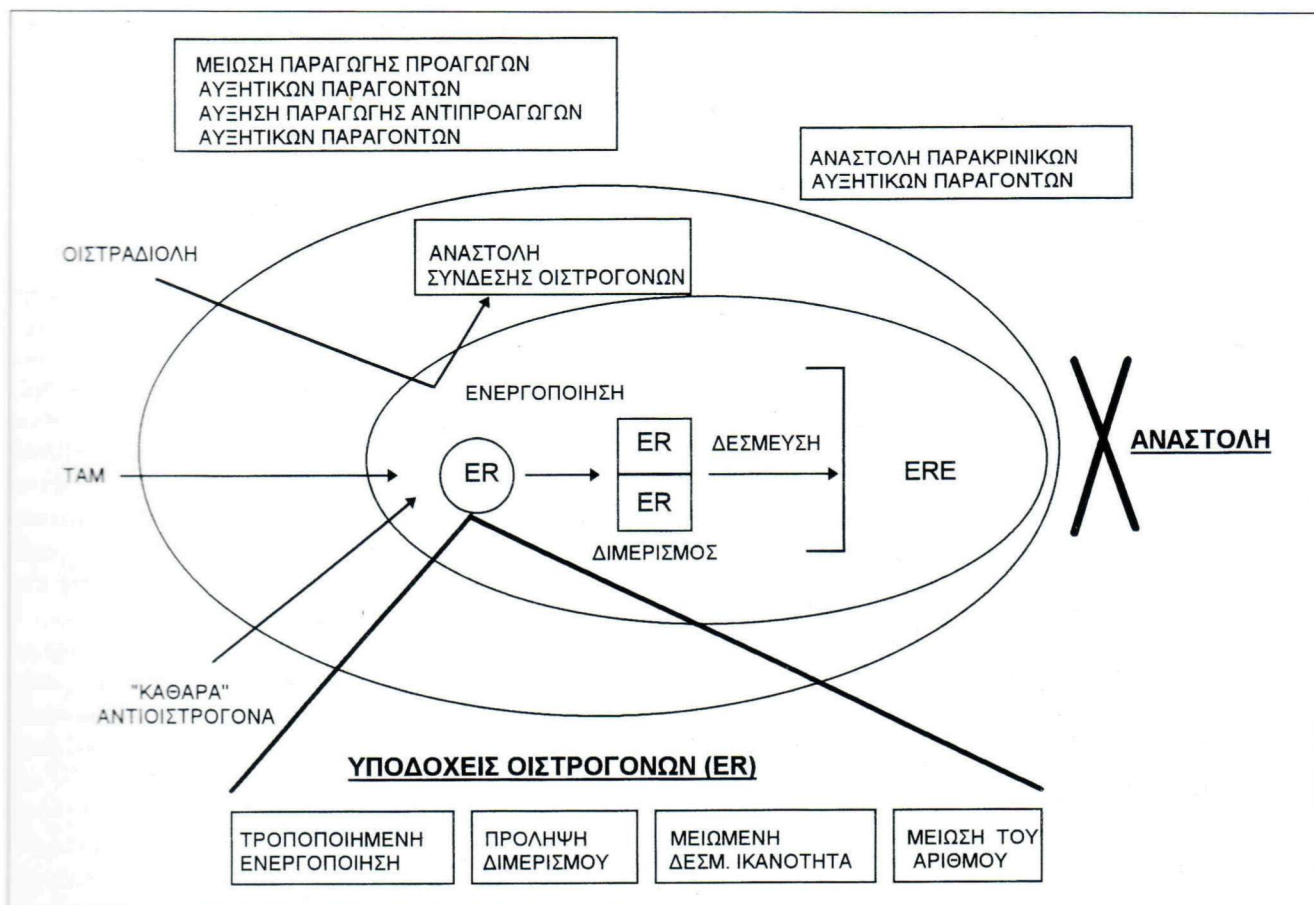 ΜΕΙΩΣΗ ΠΑΡΑΓΩΓΗΣ ΠΡΟΑΓΩΓΩΝ
ΑΥΞΗΤΙΚΩΝ ΠΑΡΑΓΟΝΤΩΝ
ΑΥΞΗΣΗ ΠΑΡΑΓΩΓΗΣ ΑΝΤΙΠΡΟΑΓΩΓΩΝ
ΑΥΞΗΤΙΚΩΝ ΠΑΡΑΓΟΝΤΩΝ
ΑΝΑΣΤΟΛΗ ΠΑΡΑΚΡΙΝΙΚΩΝ
ΑΥΞΗΤΙΚΩΝ ΠΑΡΑΓΟΝΤΩΝ
ΟΙΣΤΡΑΔΙΟΛΗ
ΑΝΑΣΤΟΛΗ
ΣΥΝΔΕΣΗΣ ΟΙΣΤΡΟΓΟΝΩΝ
ΕΝΕΡΓΟΠΟΙΗΣΗ
ER
ΔΕΣΜΕΥΣΗ
ΑΝΑΣΤΟΛΗ
ΤΑΜ
ER
ER
ERE
ΔΙΜΕΡΙΣΜΟΣ
"ΚΑΘΑΡΑ"
ΑΝΤΙΟΙΣΤΡΟΓΟΝΑ
ΥΠΟΔΟΧΕΙΣ ΟΙΣΤΡΟΓΟΝΩΝ (ER)
ΤΡΟΠΟΠΟΙΗΜΕΝΗ
ΕΝΕΡΓΟΠΟΙΗΣΗ
ΠΡΟΛΗΨΗ
ΔΙΜΕΡΙΣΜΟΥ
ΜΕΙΩΜΕΝΗ
ΔΕΣΜ. ΙΚΑΝΟΤΗΤΑ
ΜΕΙΩΣΗ ΤΟΥ
ΑΡΙΘΜΟΥ